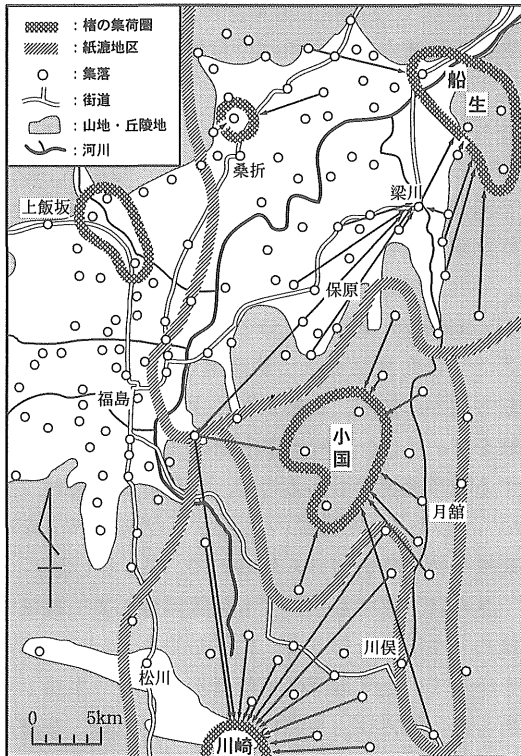 ：楮の集荷圏
：紙漉地区
：集落
：街道
：山地・丘陵地
：河川
船生
桑折
上飯坂
梁川
保原
福島
小国
月舘
川俣
松川
川崎
0 5km